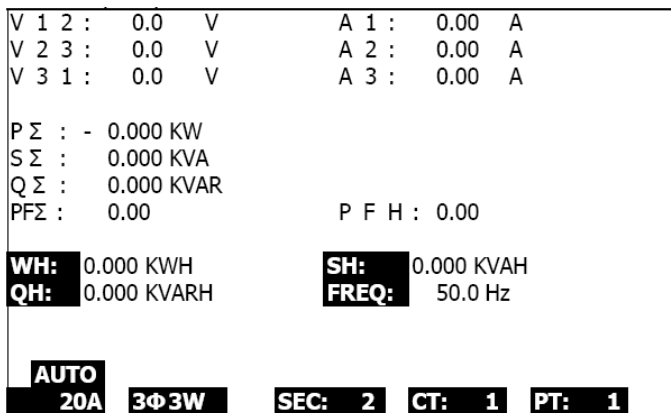 V 1 2 : 0.0 V A 1 : 0.00 A
V 2 3 : 0.0 V A 2 : 0.00 A
V 3 1 : 0.0 V A 3 : 0.00 A
P Σ : - 0.000 KW
S Σ : 0.000 KVA
Q Σ : 0.000 KVAR
PFΣ : 0.00 P F H : 0.00
WH: 0.000 KWH SH: 0.000 KVAH
QH: 0.000 KVARH FREQ: 50.0 Hz
AUTO
20A 3Φ3W SEC: 2 CT: 1 PT: 1